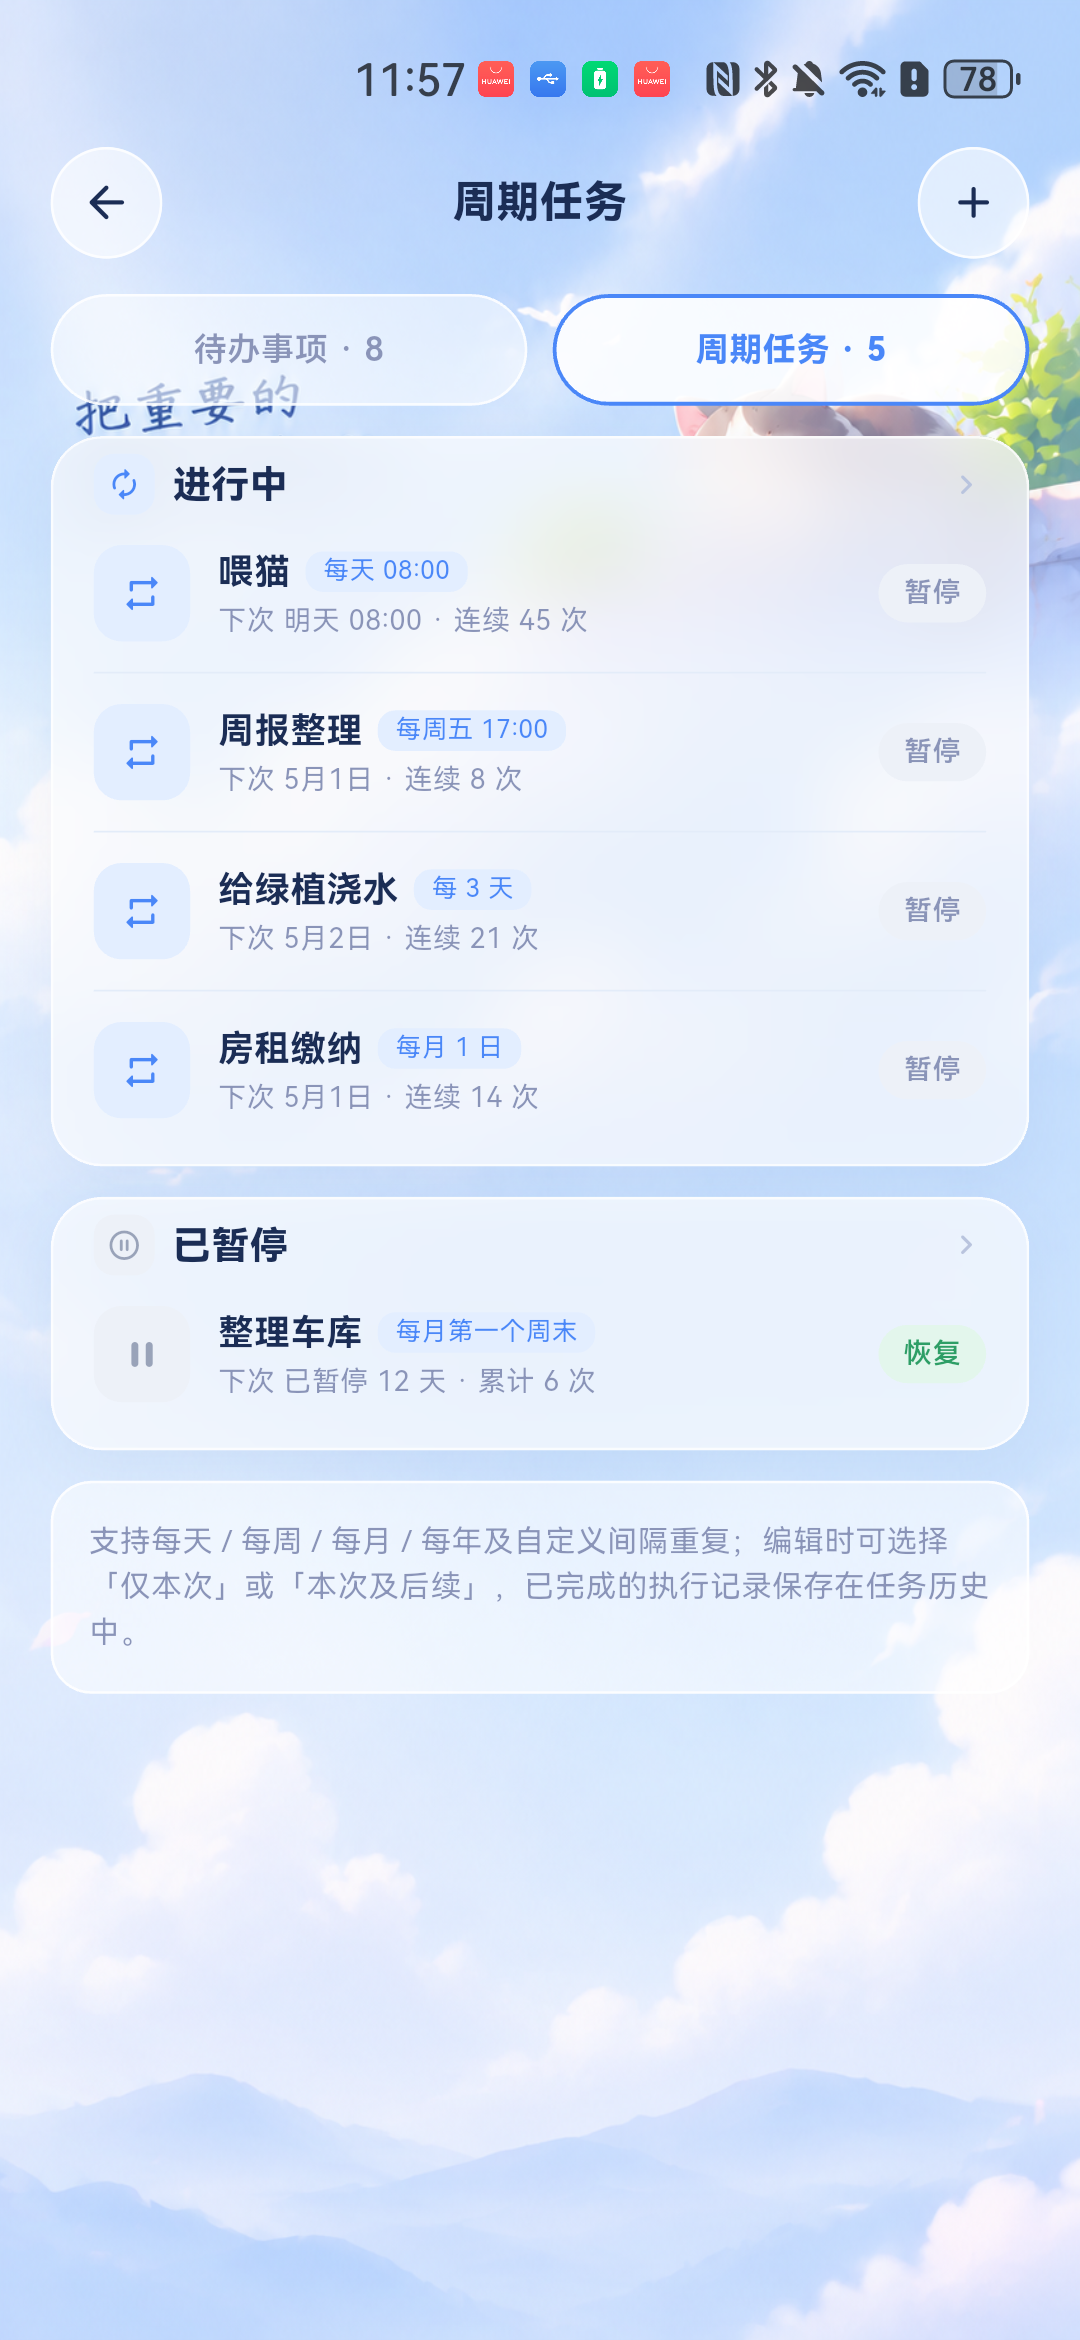 11:57
HUAWEI
HUAWEI
78
周期任务
待办事项 · 8
周期任务 · 5
把重要的
进行中
喂猫 每天 08:00
下次 明天 08:00 · 连续 45 次
暂停
周报整理 每周五 17:00
下次 5月1日 · 连续 8 次
暂停
给绿植浇水 每 3 天
下次 5月2日 · 连续 21 次
暂停
房租缴纳 每月 1 日
下次 5月1日 · 连续 14 次
暂停
已暂停
整理车库 每月第一个周末
下次 已暂停 12 天 · 累计 6 次
恢复
支持每天 / 每周 / 每月 / 每年及自定义间隔重复；编辑时可选择
「仅本次」或「本次及后续」，已完成的执行记录保存在任务历史
中。